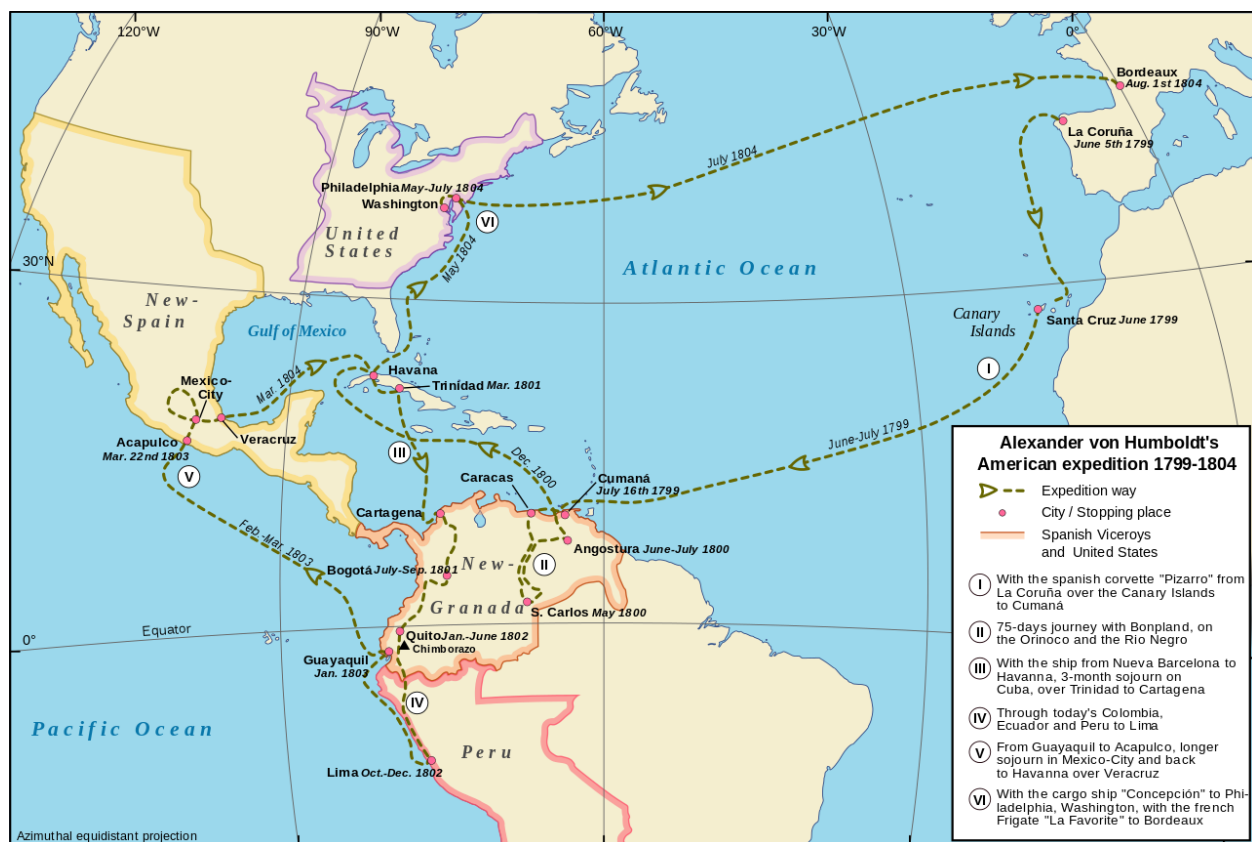 120°W
90°W
60°W
30°W
0°
Bordeaux
Aug. 1st 1804
La Coruña
June 5th 1799
July 1804
Philadelphia May-July 1804
Washington
VI
United
States
May 1804
30°N
Atlantic Ocean
New-
Spain
Gulf of Mexico
Canary
Islands
Santa Cruz June 1799
I
Mar. 1804
Havana
Trinídad Mar. 1801
Mexico-
City
Veracruz
Acapulco
Mar. 22nd 1803
V
III
Dec. 1800
June-July 1799
Caracas
Cumaná
July 16th 1799
Cartagena
Angostura June-July 1800
Feb.-Mar. 1803
Bogotá July-Sep. 1801
New-
Granada
II
S. Carlos May 1800
0°
Equator
Quito Jan.-June 1802
Chimborazo
Guayaquil
Jan. 1803
IV
Pacific Ocean
Peru
Lima Oct.-Dec. 1802
Azimuthal equidistant projection
Alexander von Humboldt's
American expedition 1799-1804
Expedition way
City / Stopping place
Spanish Viceroys
and United States
I With the spanish corvette "Pizarro" from
La Coruña over the Canary Islands
to Cumaná
II 75-days journey with Bonpland, on
the Orinoco and the Rio Negro
III With the ship from Nueva Barcelona to
Havanna, 3-month sojourn on
Cuba, over Trinidad to Cartagena
IV Through today's Colombia,
Ecuador and Peru to Lima
V From Guayaquil to Acapulco, longer
sojourn in Mexico-City and back
to Havanna over Veracruz
VI With the cargo ship "Concepción" to Phi-
ladelphia, Washington, with the french
Frigate "La Favorite" to Bordeaux